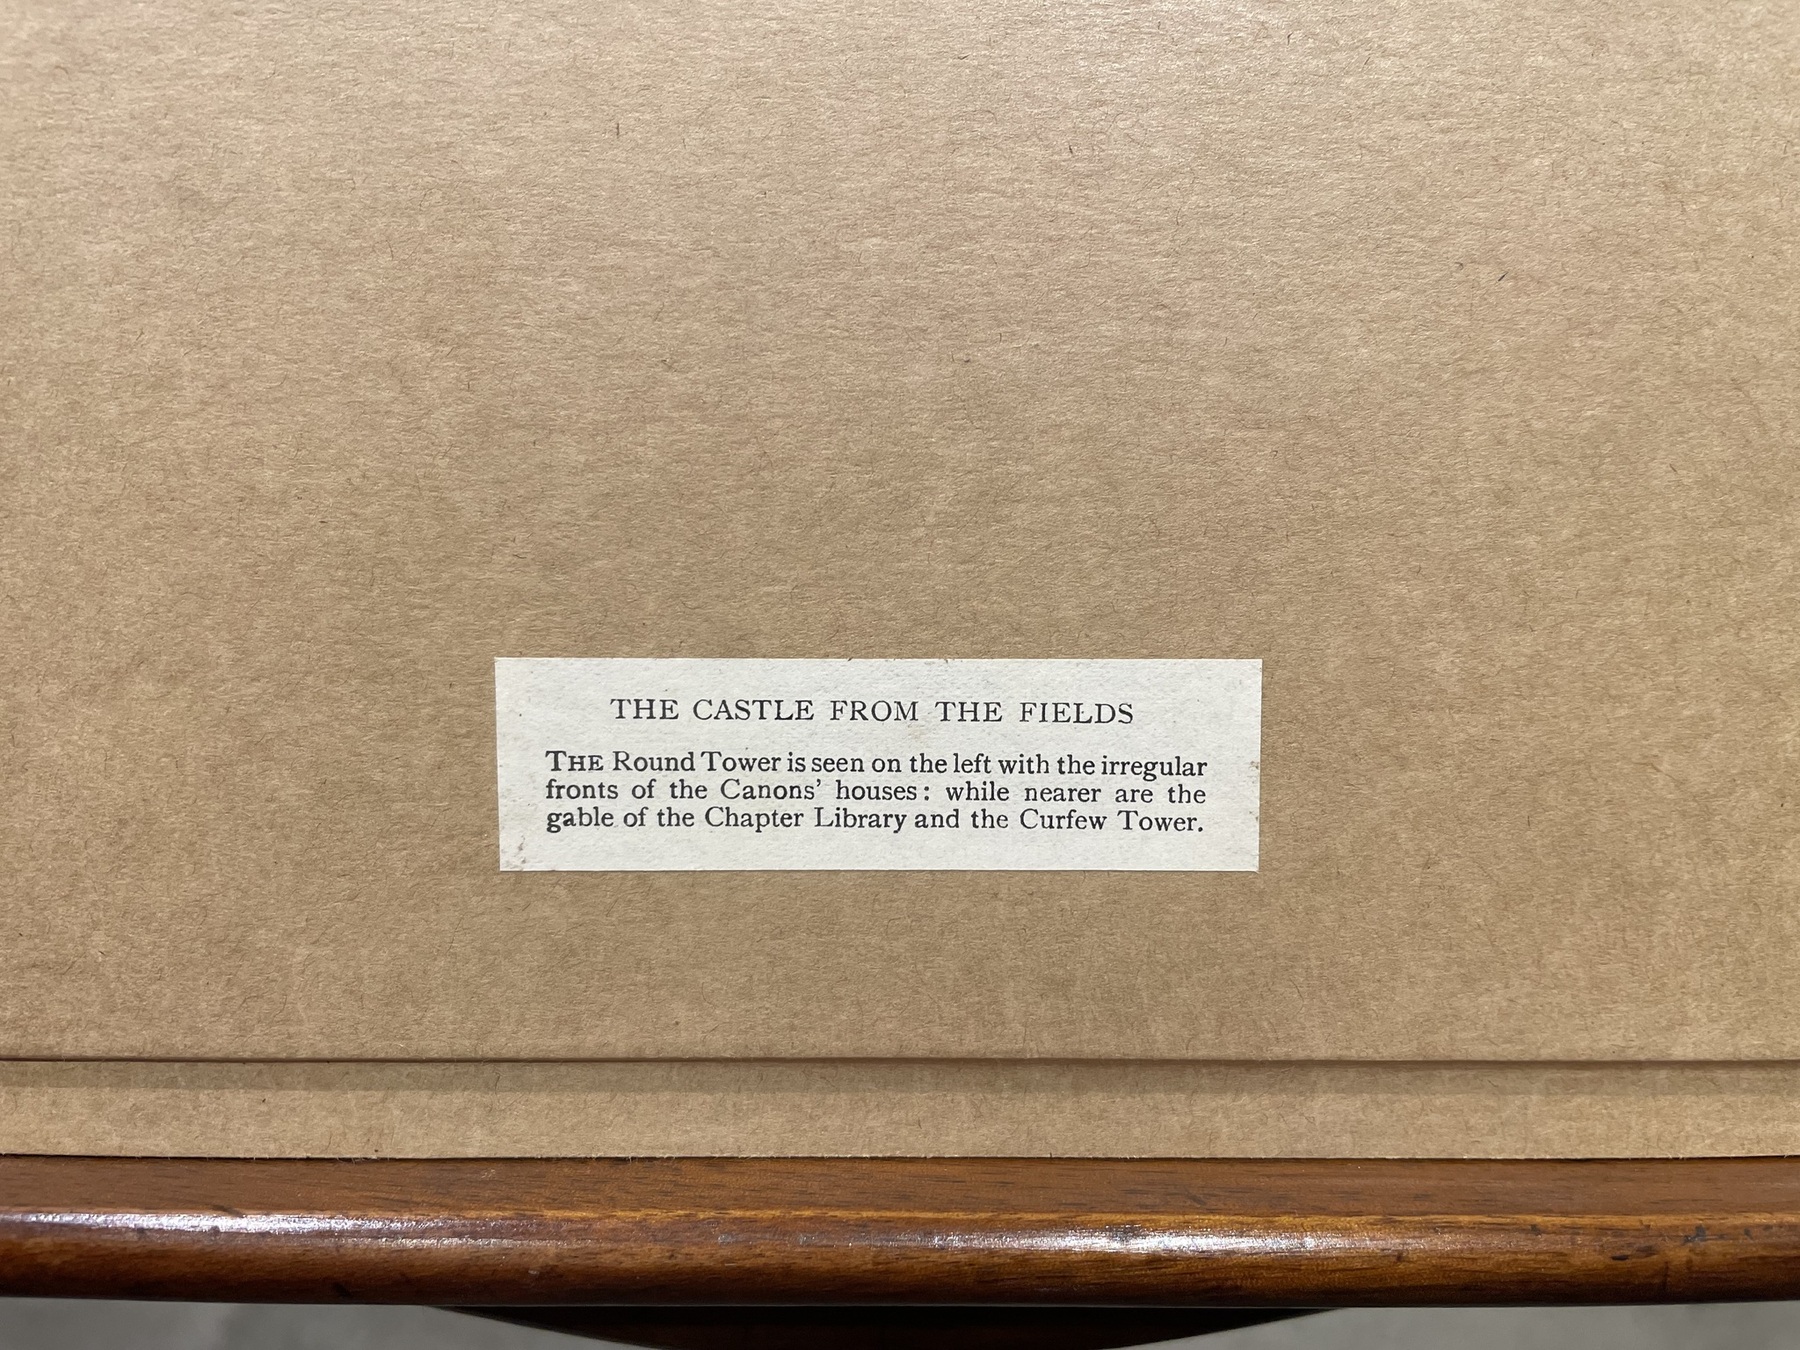 THE CASTLE FROM THE FIELDS
THE Round Tower is seen on the left with the irregular
fronts of the Canons' houses: while nearer are the
gable of the Chapter Library and the Curfew Tower.